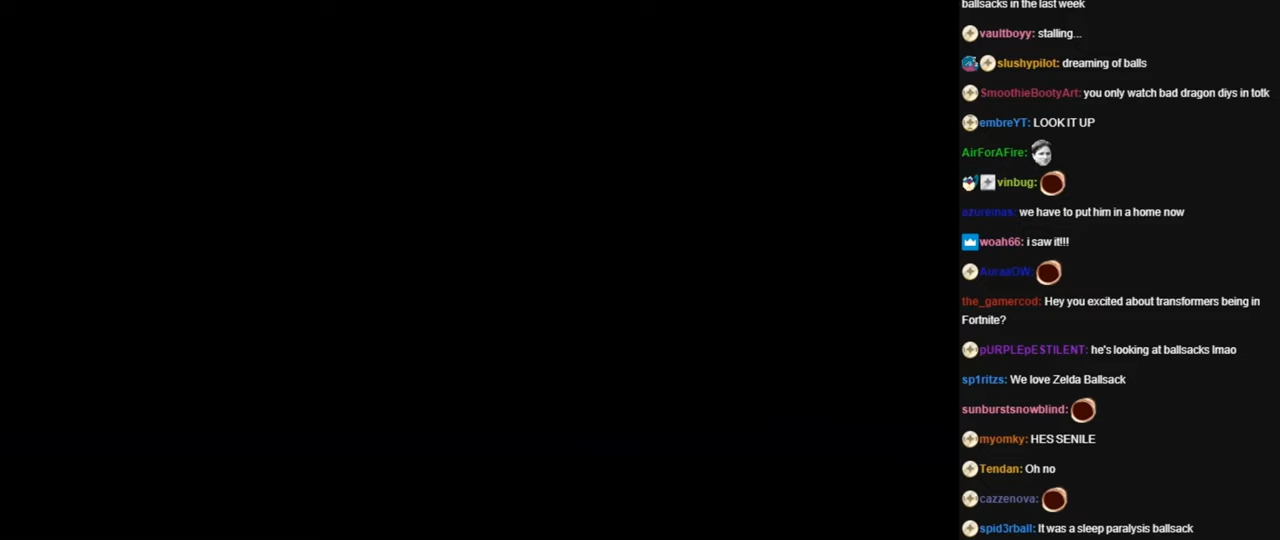 ballsacks in the last week
vaultboyy: stalling...
slushypilot: dreaming of balls
SmoothieBootyArt: you only watch bad dragon diys in totk
embreYT: LOOK IT UP
AirForAFire:
vinbug:
azureinas: we have to put him in a home now
woah66: i saw it!!!
AuraaOW:
the_gamercod: Hey you excited about transformers being in
Fortnite?
pURPLEpESTILENT: he's looking at ballsacks lmao
sp1ritzs: We love Zelda Ballsack
sunburstsnowblind:
myomky: HES SENILE
Tendan: Oh no
cazzenova:
spid3rball: It was a sleep paralysis ballsack